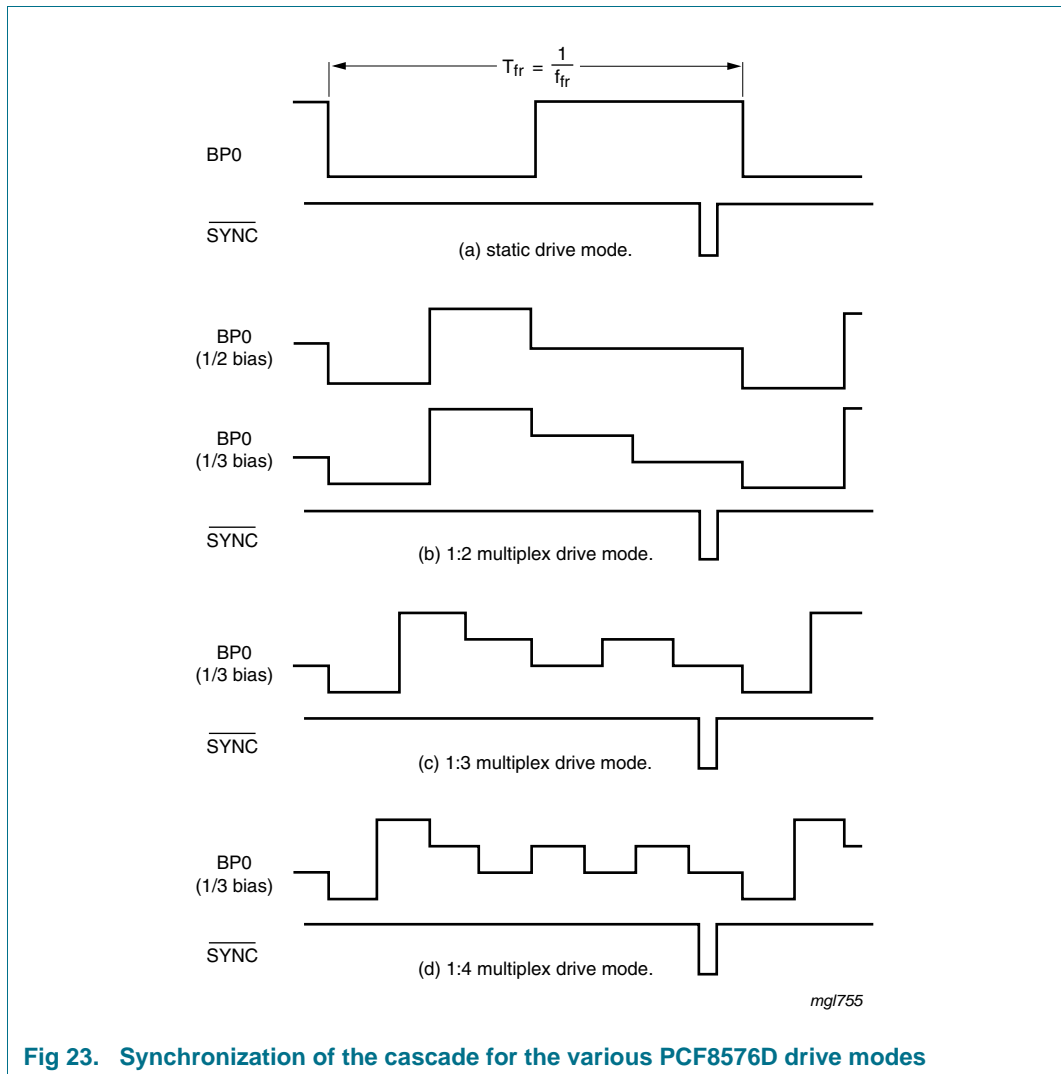 Tfr = 1/ffr
BP0
SYNC
(a) static drive mode.
BP0
(1/2 bias)
BP0
(1/3 bias)
SYNC
(b) 1:2 multiplex drive mode.
BP0
(1/3 bias)
SYNC
(c) 1:3 multiplex drive mode.
BP0
(1/3 bias)
SYNC
(d) 1:4 multiplex drive mode.
mgl755
Fig 23. Synchronization of the cascade for the various PCF8576D drive modes